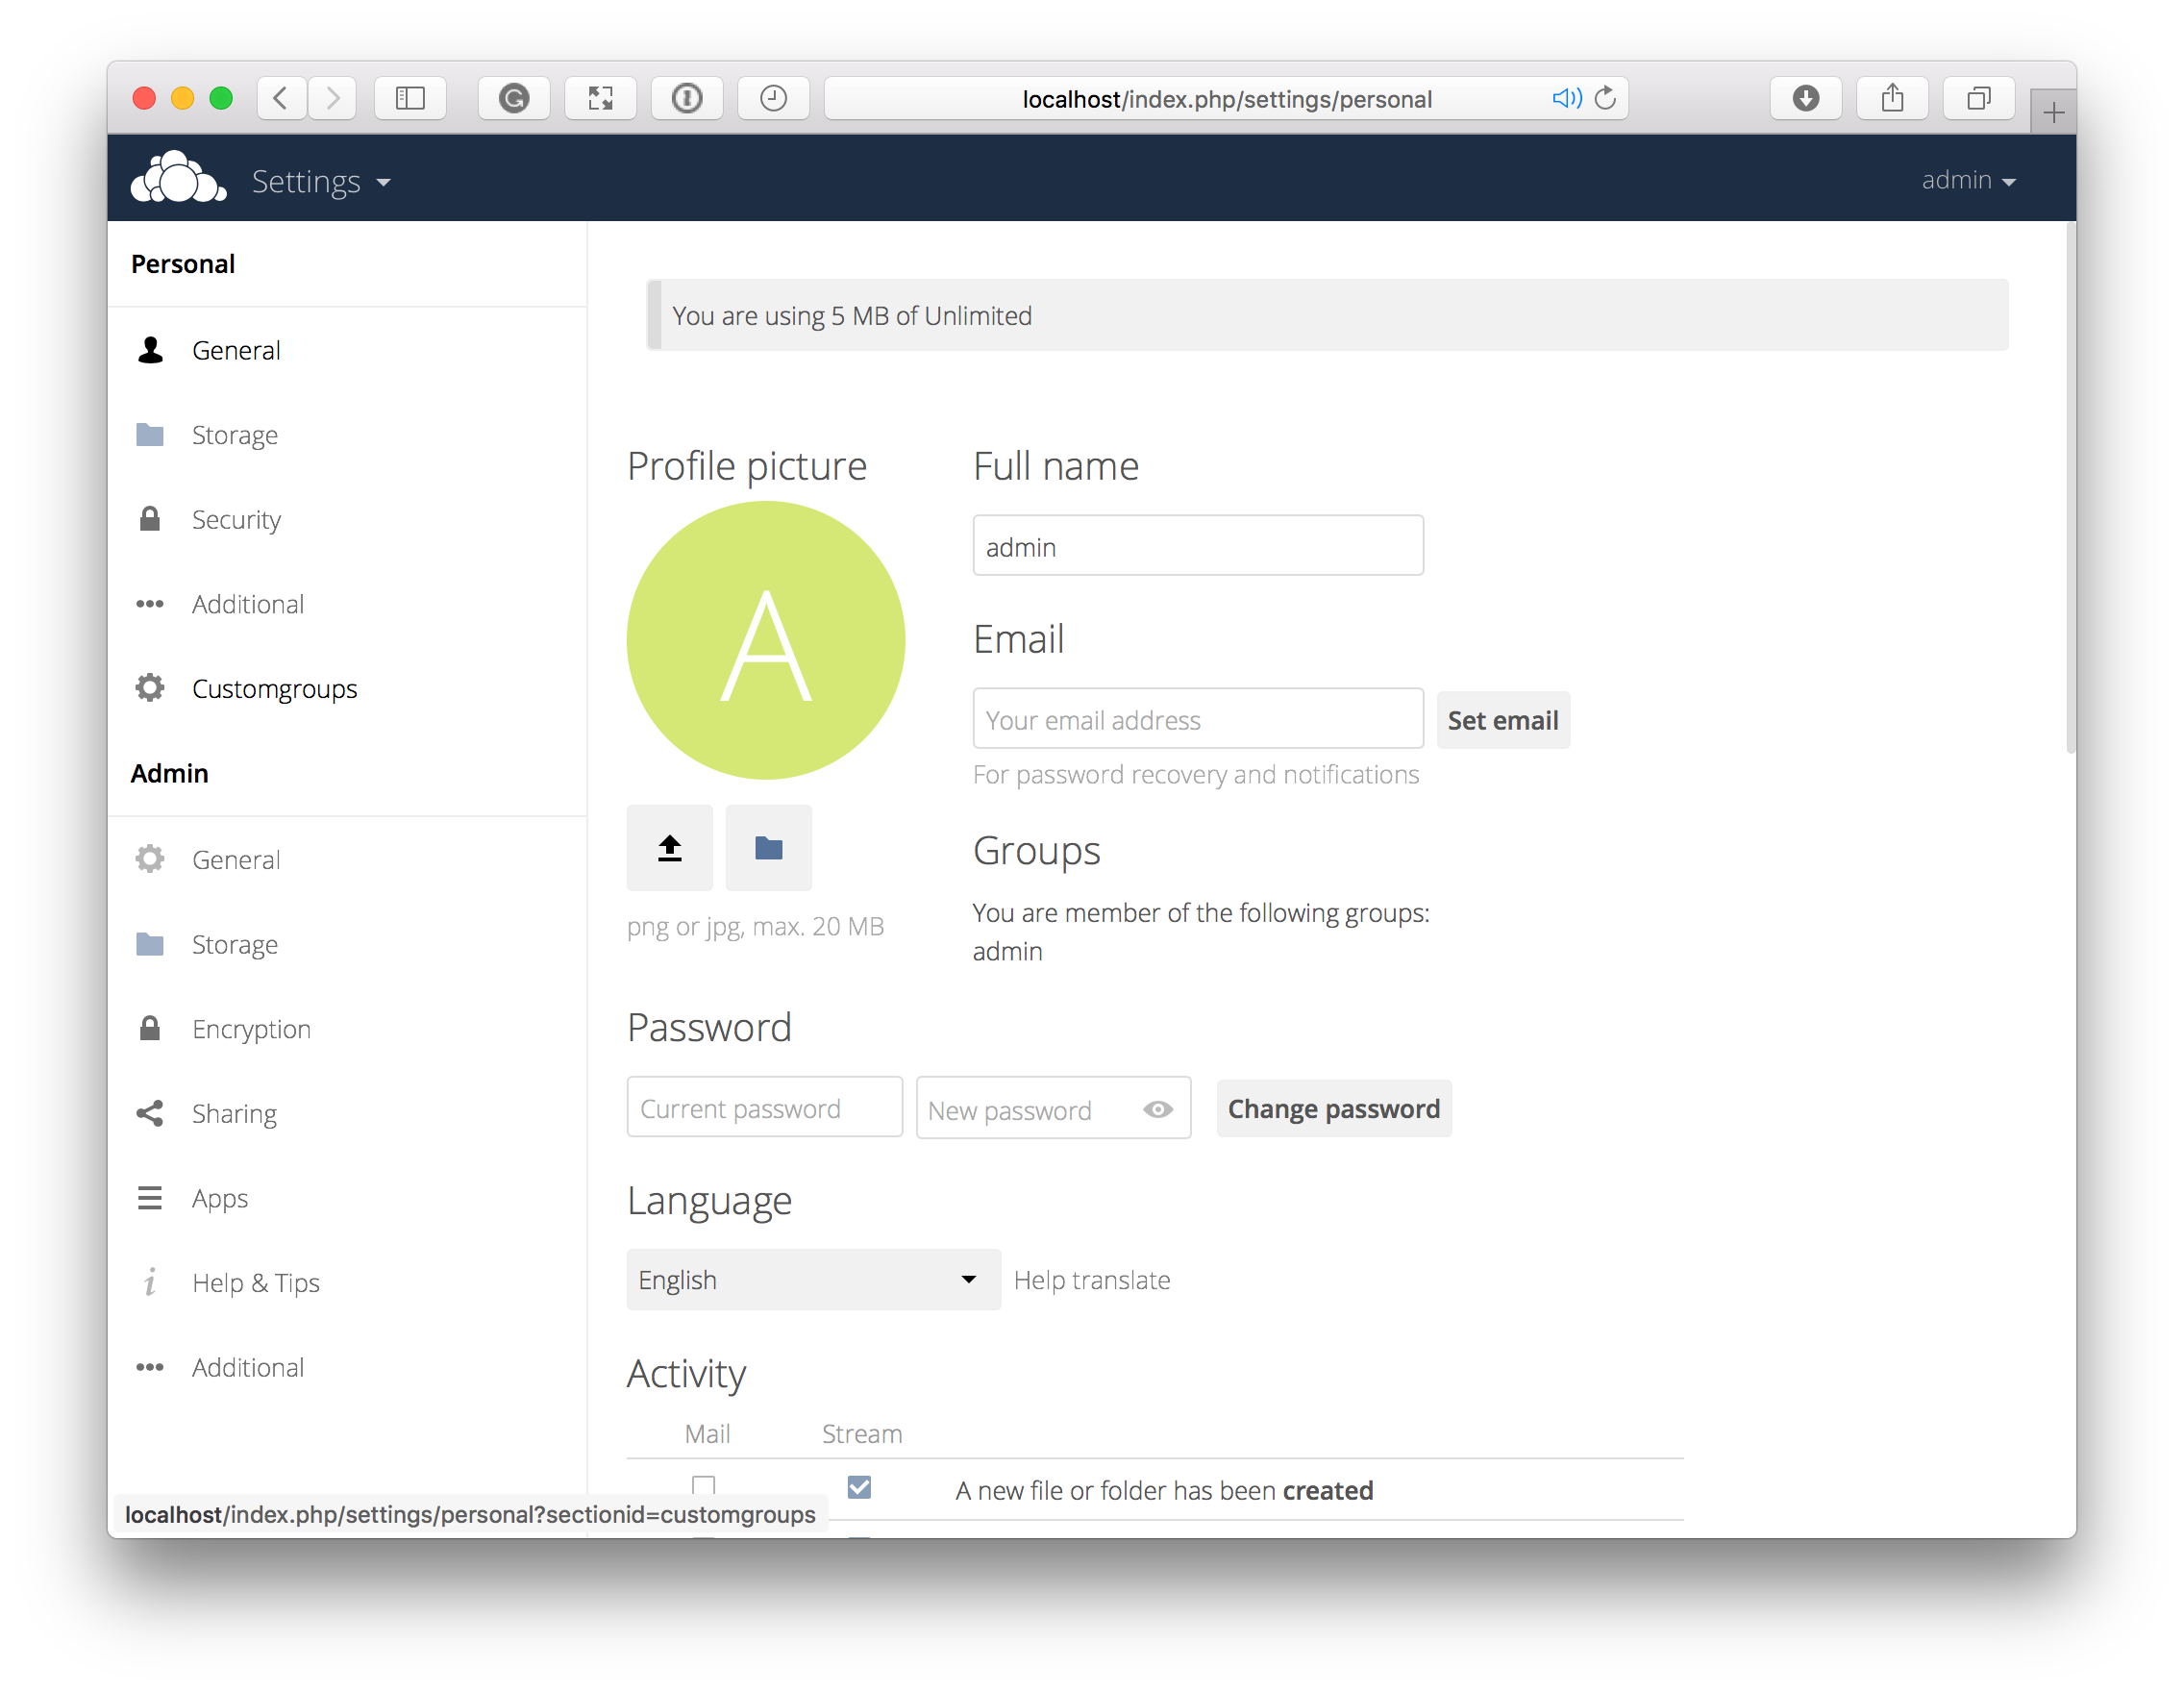 localhost/index.php/settings/personal
Settings
admin
Personal
General
Storage
Security
Additional
Customgroups
Admin
General
Storage
Encryption
Sharing
Apps
Help & Tips
Additional
You are using 5 MB of Unlimited
Profile picture
A
png or jpg, max. 20 MB
Full name
admin
Email
Your email address
Set email
For password recovery and notifications
Groups
You are member of the following groups:
admin
Password
Current password
New password
Change password
Language
English
Help translate
Activity
Mail Stream
A new file or folder has been created
localhost/index.php/settings/personal?sectionid=customgroups